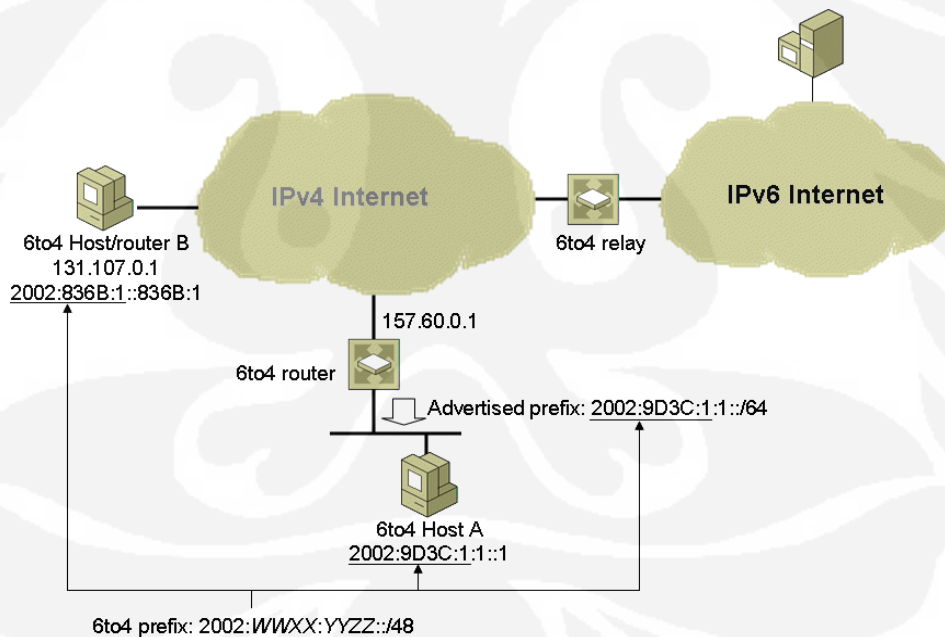 IPv4 Internet
IPv6 Internet
6to4 Host/router B
131.107.0.1
2002:836B:1::836B:1
6to4 relay
157.60.0.1
6to4 router
Advertised prefix: 2002:9D3C:1:1::/64
6to4 Host A
2002:9D3C:1:1::1
6to4 prefix: 2002:WWXX:YYZZ::/48